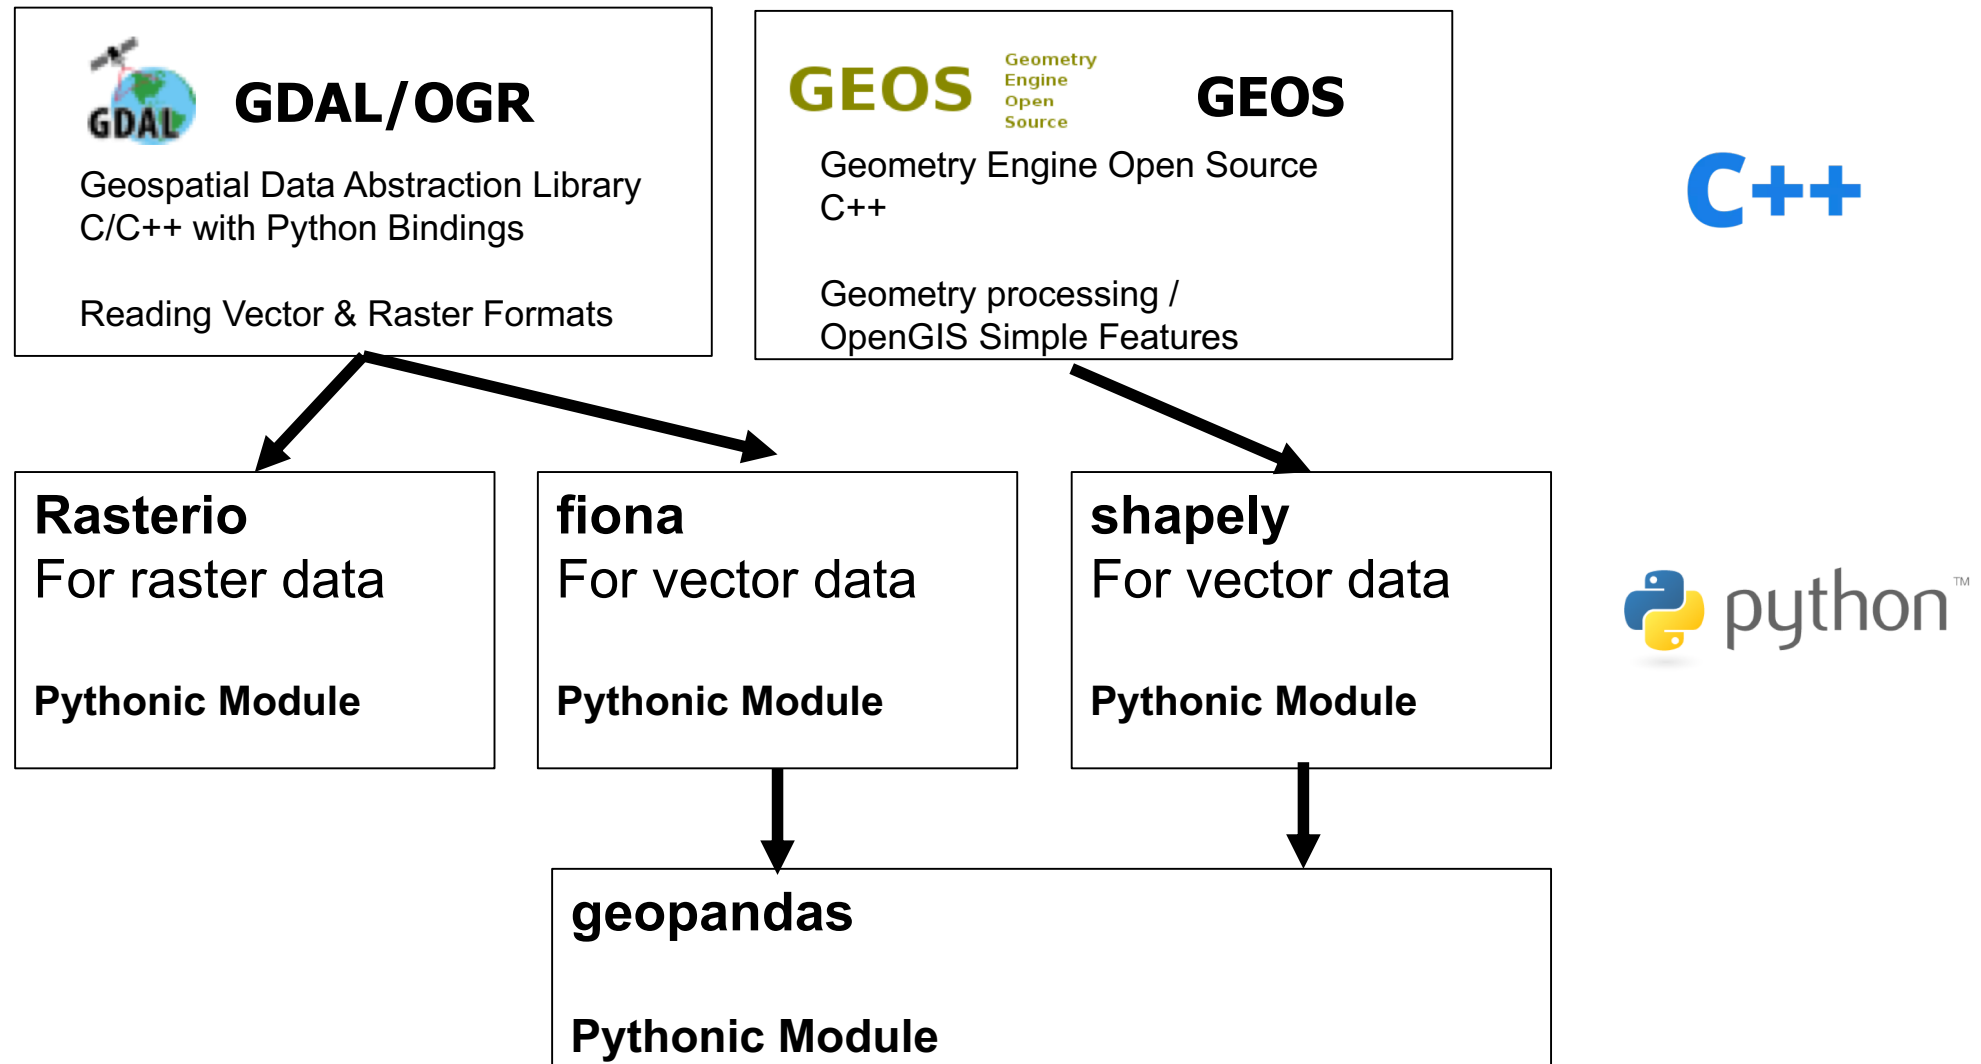 GDAL
GDAL/OGR
Geospatial Data Abstraction Library
C/C++ with Python Bindings
Reading Vector & Raster Formats
GEOS
Geometry
Engine
Open
Source
GEOS
Geometry Engine Open Source
C++
Geometry processing /
OpenGIS Simple Features
C++
Rasterio
For raster data
Pythonic Module
fiona
For vector data
Pythonic Module
shapely
For vector data
Pythonic Module
python™
geopandas
Pythonic Module